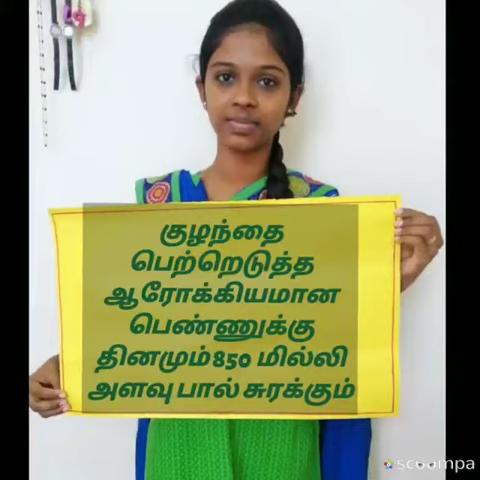 குழந்தை
பெற்றெடுத்த
ஆரோக்கியமான
பெண்ணுக்கு
தினமும் 850 மில்லி
அளவு பால் சுரக்கும்
scoompa